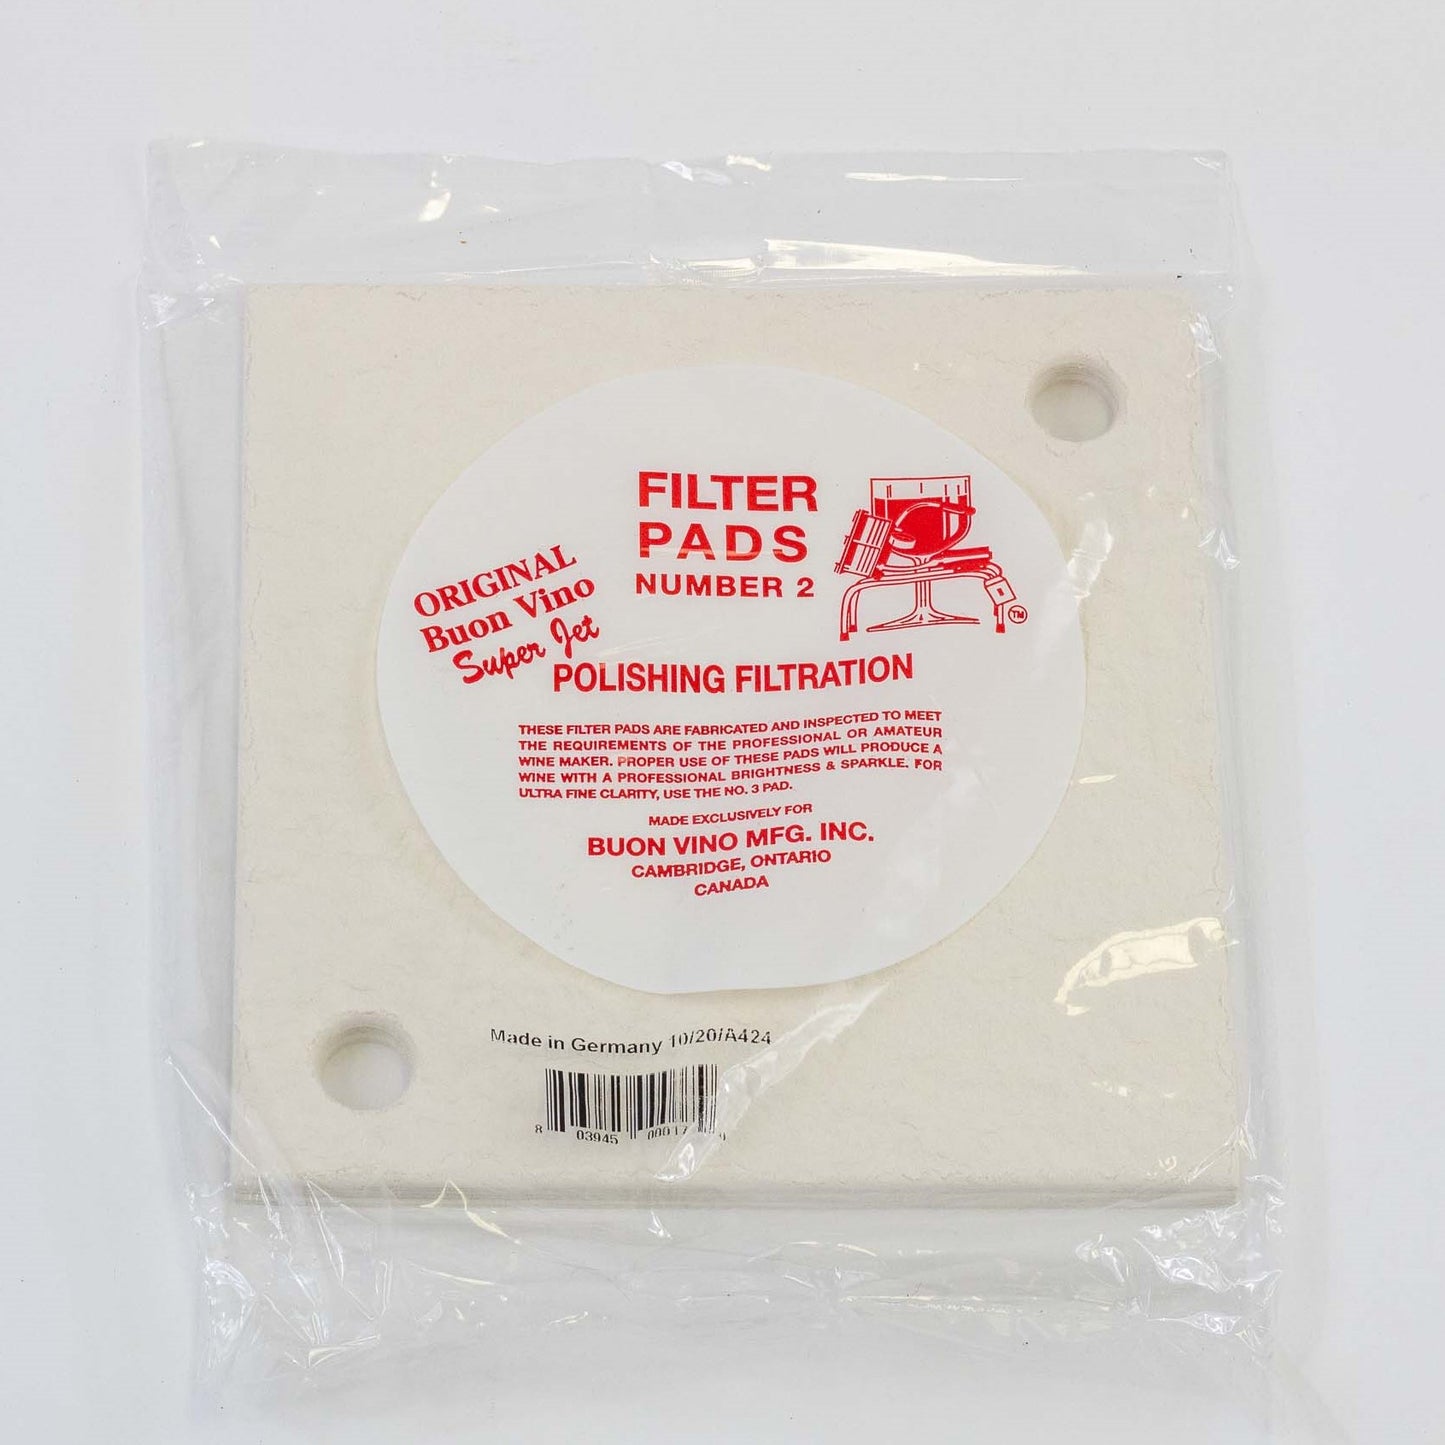 FILTER
PADS
NUMBER 2
ORIGINAL
Buon Vino
Super Jet
TM
POLISHING FILTRATION
THESE FILTER PADS ARE FABRICATED AND INSPECTED TO MEET
THE REQUIREMENTS OF THE PROFESSIONAL OR AMATEUR
WINE MAKER. PROPER USE OF THESE PADS WILL PRODUCE A
WINE WITH A PROFESSIONAL BRIGHTNESS & SPARKLE. FOR
ULTRA FINE CLARITY, USE THE NO. 3 PAD.
MADE EXCLUSIVELY FOR
BUON VINO MFG. INC.
CAMBRIDGE, ONTARIO
CANADA
Made in Germany 10/20/A424
8 03945